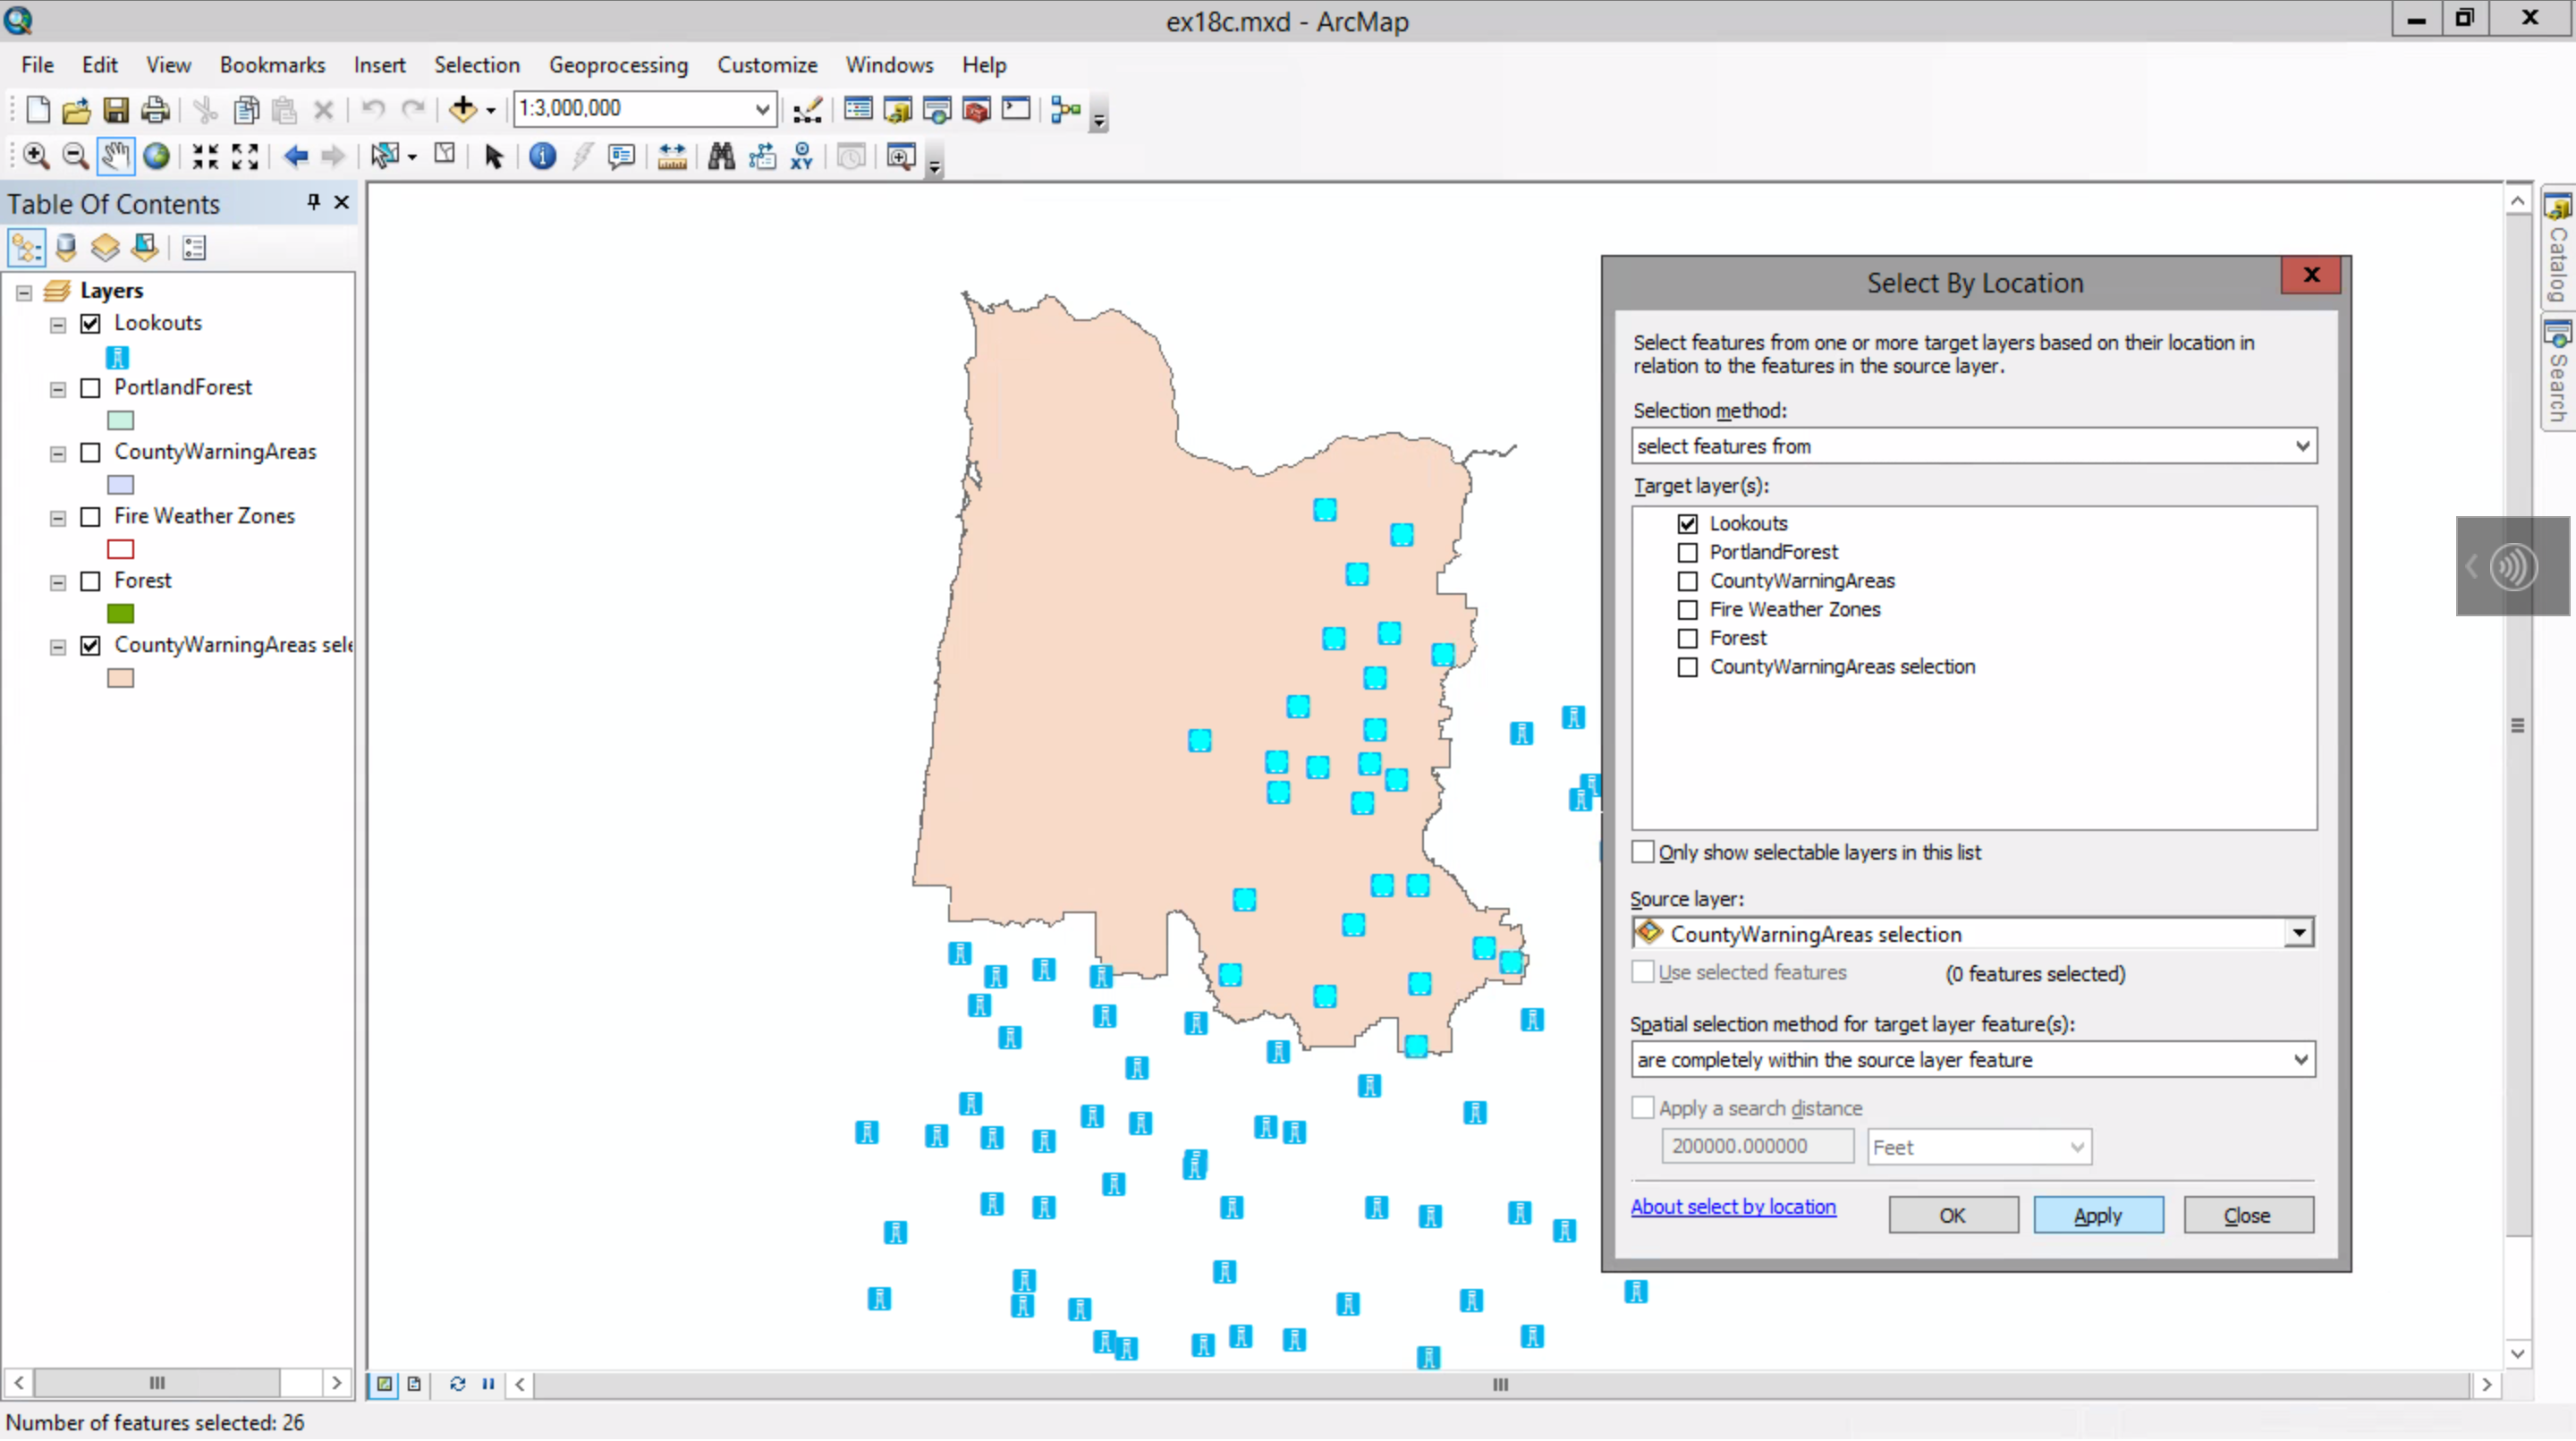 ex18c.mxd - ArcMap
File Edit View Bookmarks Insert Selection Geoprocessing Customize Windows Help
1:3,000,000
XY
Table Of Contents
Layers
Lookouts
PortlandForest
CountyWarningAreas
Fire Weather Zones
Forest
CountyWarningAreas sele
Select By Location
Select features from one or more target layers based on their location in
relation to the features in the source layer.
Selection method:
select features from
Target layer(s):
Lookouts
PortlandForest
CountyWarningAreas
Fire Weather Zones
Forest
CountyWarningAreas selection
Only show selectable layers in this list
Source layer:
CountyWarningAreas selection
Use selected features (0 features selected)
Spatial selection method for target layer feature(s):
are completely within the source layer feature
Apply a search distance
200000.000000 Feet
About select by location OK Apply Close
Catalog
Search
Number of features selected: 26